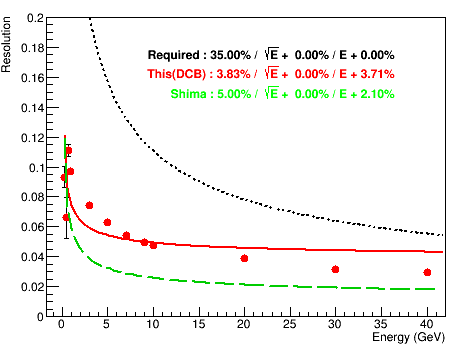 Resolution
0.2
0.18
0.16
0.14
0.12
0.1
0.08
0.06
0.04
0.02
0
Required : 35.00% / √E + 0.00% / E + 0.00%
This(DCB) : 3.83% / √E + 0.00% / E + 3.71%
Shima : 5.00% / √E + 0.00% / E + 2.10%
0 5 10 15 20 25 30 35 40
Energy (GeV)